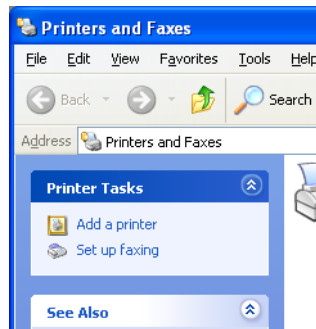 Printers and Faxes
File Edit View Favorites Tools Help
Back Search
Address Printers and Faxes
Printer Tasks
Add a printer
Set up faxing
See Also